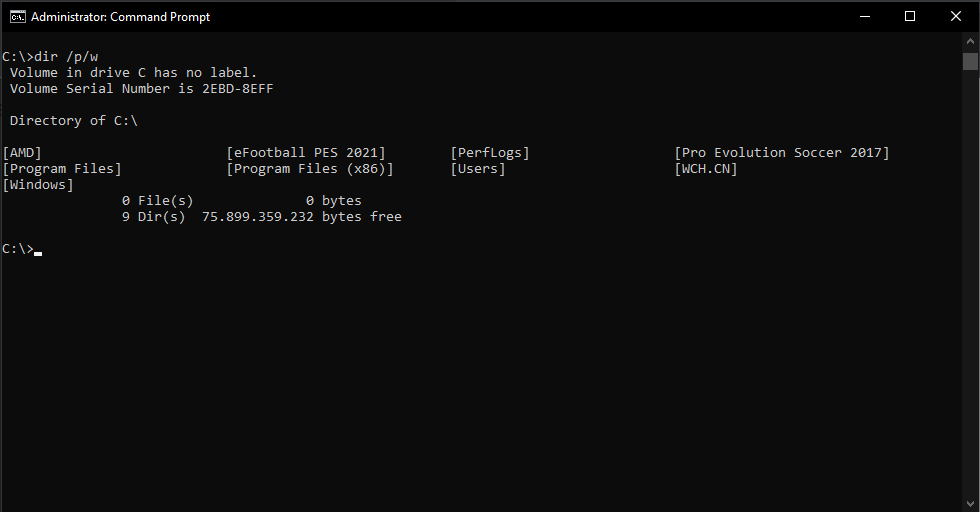 Administrator: Command Prompt
C:\>dir /p/w
Volume in drive C has no label.
Volume Serial Number is 2EBD-8EFF
Directory of C:\
[AMD] [eFootball PES 2021] [PerfLogs] [Pro Evolution Soccer 2017]
[Program Files] [Program Files (x86)] [Users] [WCH.CN]
[Windows]
0 File(s) 0 bytes
9 Dir(s) 75.899.359.232 bytes free
C:\>